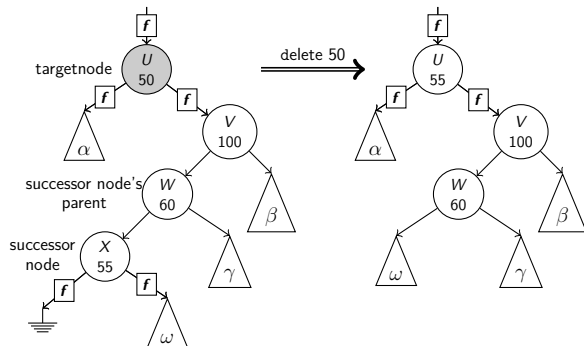 f
f
U
50
targetnode
delete 50
U
55
f
f
f
f
α
V
100
α
V
100
successor node's
parent
W
60
β
W
60
β
successor
node
X
55
γ
ω
γ
f
f
ω